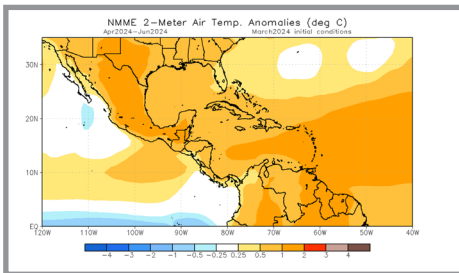 NMME 2-Meter Air Temp. Anomalies (deg C)
Apr2024-Jun2024 March2024 initial conditions
30N
20N
10N
EQ
120W 110W 100W 90W 80W 70W 60W 50W 40W
-4 -3 -2 -1 -0.5 -0.25 0.25 0.5 1 2 3 4